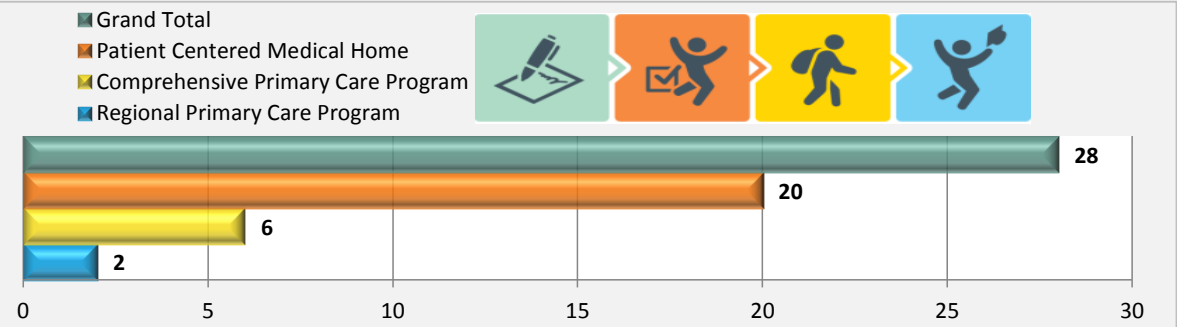 Grand Total
Patient Centered Medical Home
Comprehensive Primary Care Program
Regional Primary Care Program
28
20
6
2
0 5 10 15 20 25 30